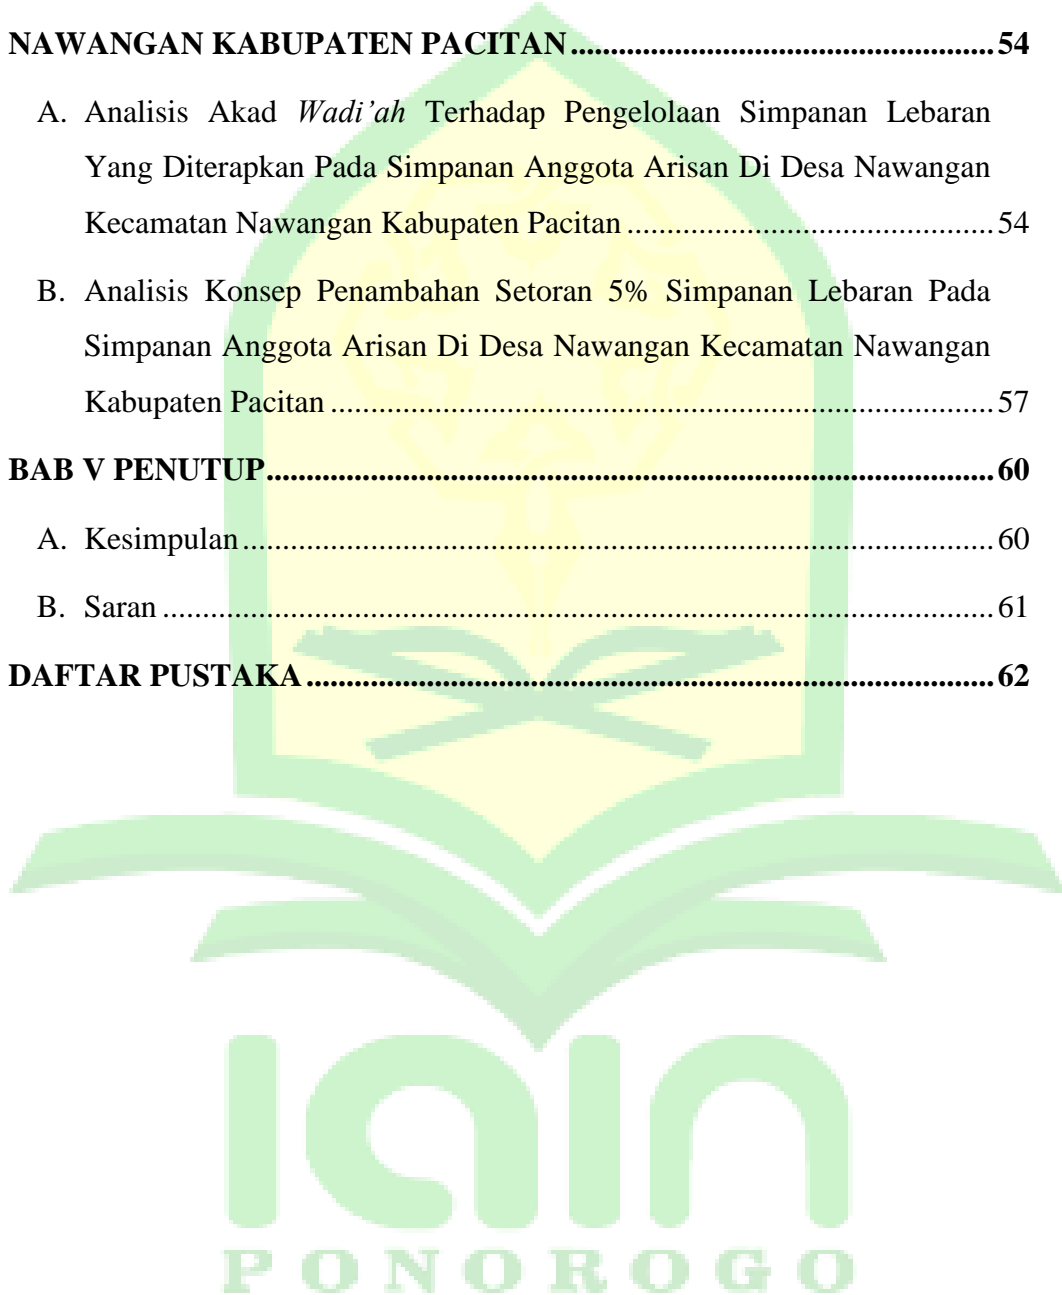 NAWANGAN KABUPATEN PACITAN ..................................................... 54
A. Analisis Akad Wadi’ah Terhadap Pengelolaan Simpanan Lebaran
Yang Diterapkan Pada Simpanan Anggota Arisan Di Desa Nawangan
Kecamatan Nawangan Kabupaten Pacitan ............................................... 54
B. Analisis Konsep Penambahan Setoran 5% Simpanan Lebaran Pada
Simpanan Anggota Arisan Di Desa Nawangan Kecamatan Nawangan
Kabupaten Pacitan ..................................................................................... 57
BAB V PENUTUP ............................................................................................ 60
A. Kesimpulan ................................................................................................ 60
B. Saran .......................................................................................................... 61
DAFTAR PUSTAKA ....................................................................................... 62
iain
PONOROGO